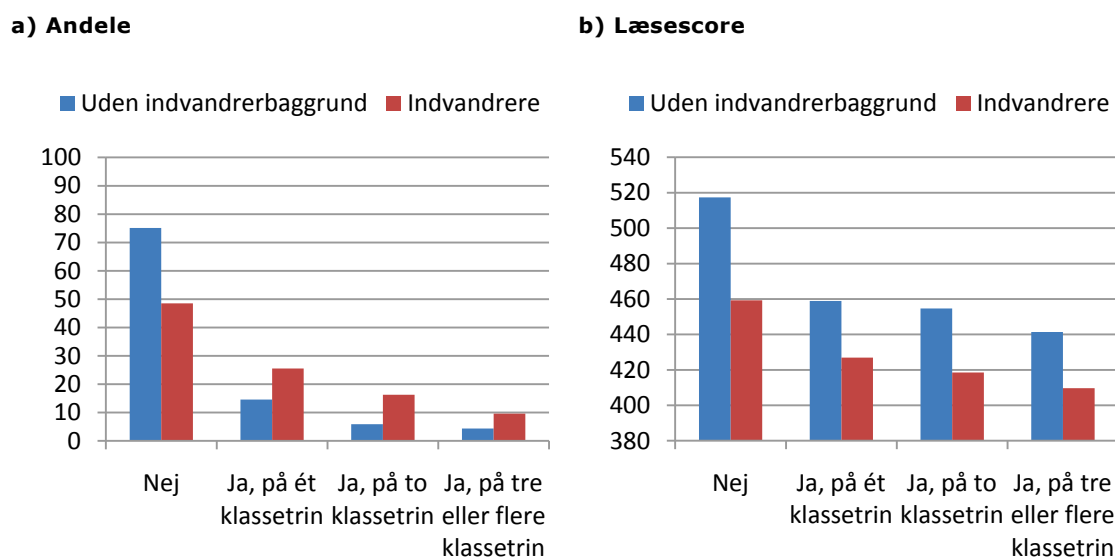 a) Andele
Uden indvandrerbaggrund Indvandrere
100
90
80
70
60
50
40
30
20
10
0
Nej
Ja, på ét
klassetrin
Ja, på to
klassetrin
Ja, på tre
eller flere
klassetrin
b) Læsescore
Uden indvandrerbaggrund Indvandrere
540
520
500
480
460
440
420
400
380
Nej
Ja, på ét
klassetrin
Ja, på to
klassetrin
Ja, på tre
eller flere
klassetrin